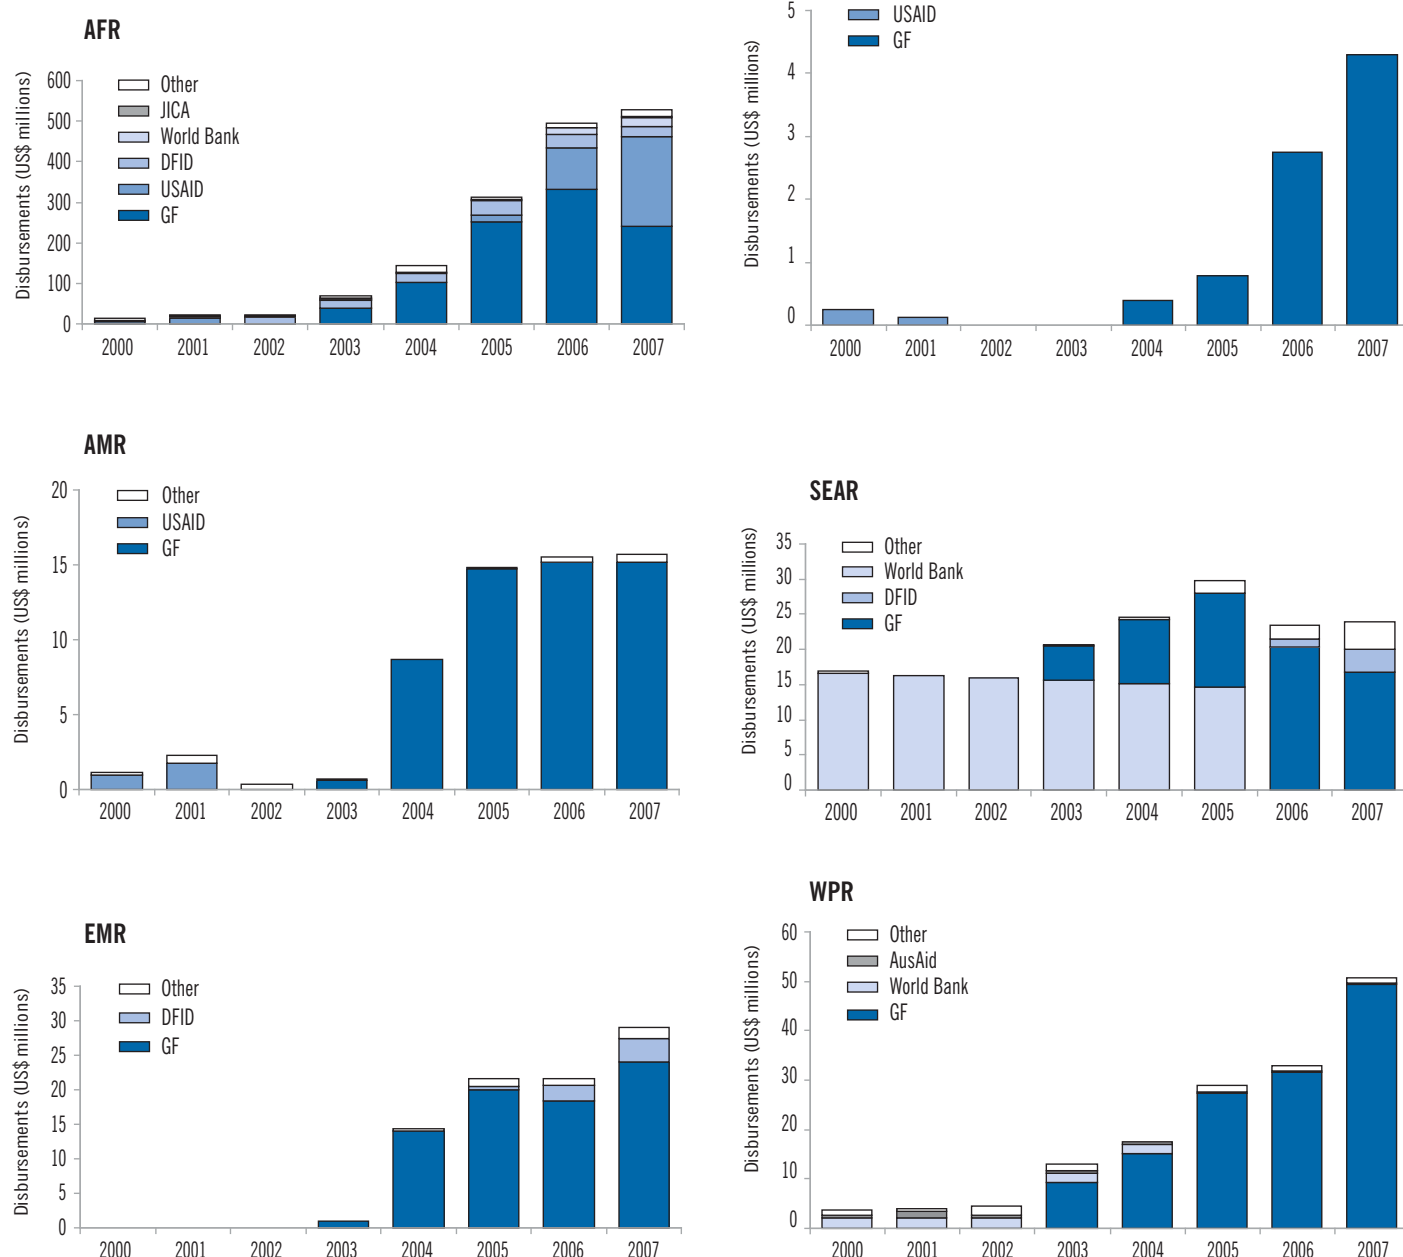 AFR
Disbursements (US$ millions)
600
500
400
300
200
100
0
Other
JICA
World Bank
DFID
USAID
GF
2000 2001 2002 2003 2004 2005 2006 2007
Disbursements (US$ millions)
5
4
3
2
1
0
USAID
GF
2000 2001 2002 2003 2004 2005 2006 2007
AMR
Disbursements (US$ millions)
20
15
10
5
0
Other
USAID
GF
2000 2001 2002 2003 2004 2005 2006 2007
SEAR
Disbursements (US$ millions)
35
30
25
20
15
10
5
0
Other
World Bank
DFID
GF
2000 2001 2002 2003 2004 2005 2006 2007
EMR
Disbursements (US$ millions)
35
30
25
20
15
10
5
0
Other
DFID
GF
2000 2001 2002 2003 2004 2005 2006 2007
WPR
Disbursements (US$ millions)
60
50
40
30
20
10
0
Other
AusAid
World Bank
GF
2000 2001 2002 2003 2004 2005 2006 2007